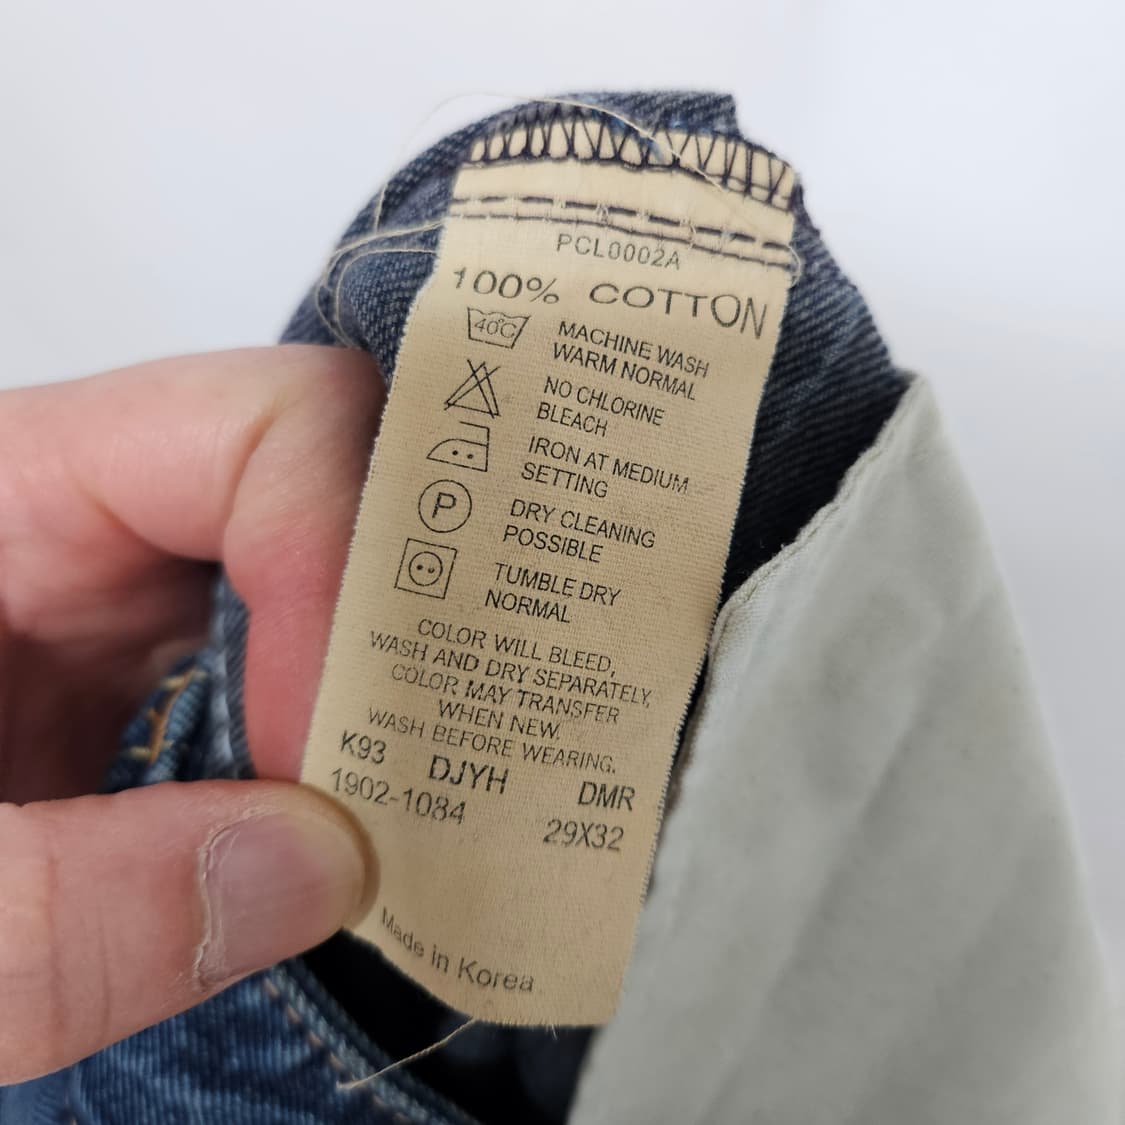 PCL0002A
100% COTTON
40°C MACHINE WASH
WARM NORMAL
NO CHLORINE
BLEACH
IRON AT MEDIUM
SETTING
P DRY CLEANING
POSSIBLE
TUMBLE DRY
NORMAL
COLOR WILL BLEED,
WASH AND DRY SEPARATELY,
COLOR MAY TRANSFER
WHEN NEW.
WASH BEFORE WEARING.
K93 DJYH DMR
1902-1084 29X32
Made in Korea